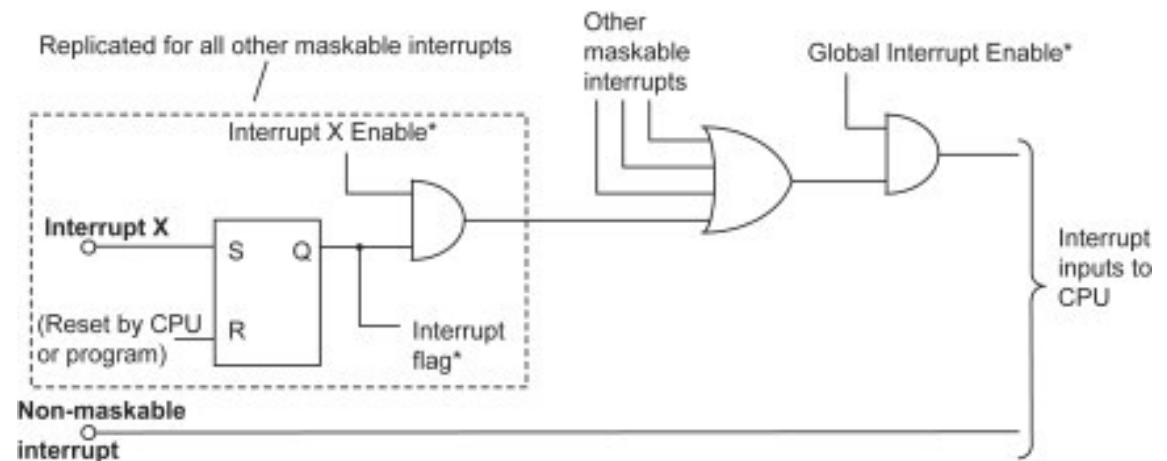 Replicated for all other maskable interrupts
Other
maskable
interrupts
Global Interrupt Enable*
Interrupt X Enable*
Interrupt X
S
Q
R
(Reset by CPU
or program)
Interrupt
flag*
Interrupt
inputs to
CPU
Non-maskable
interrupt